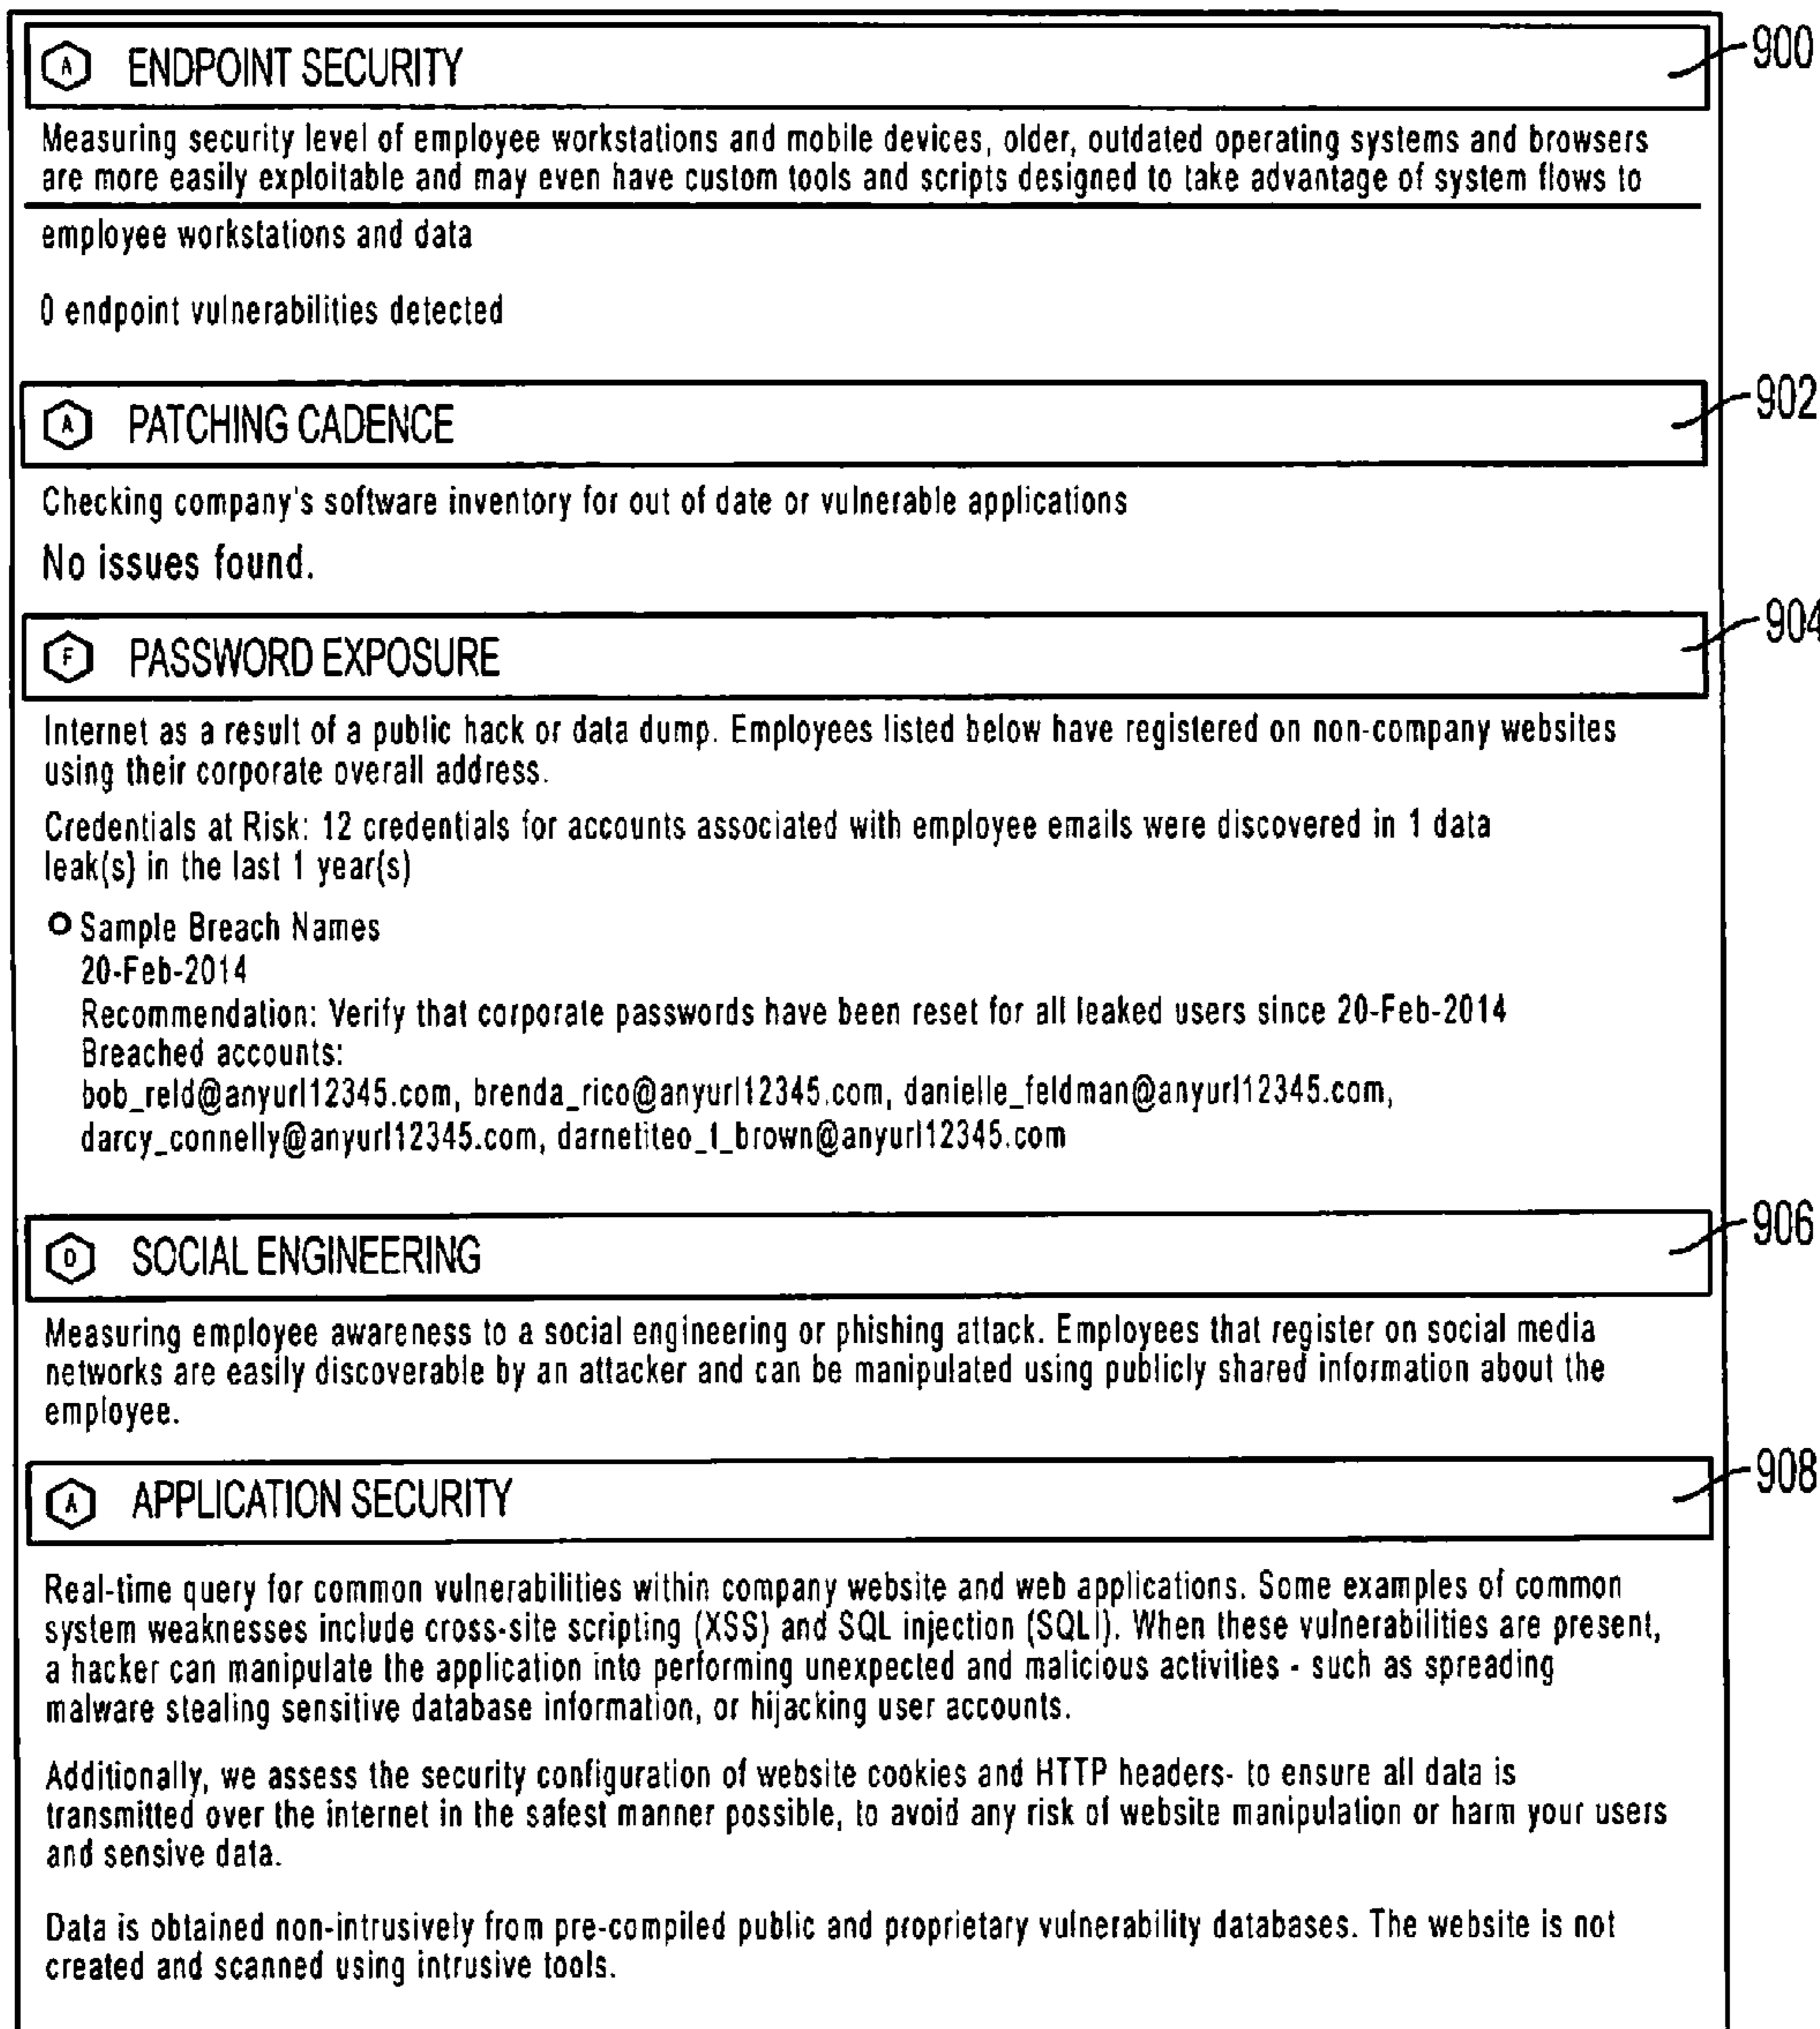 A ENDPOINT SECURITY 900
Measuring security level of employee workstations and mobile devices, older, outdated operating systems and browsers
are more easily exploitable and may even have custom tools and scripts designed to take advantage of system flows to
employee workstations and data
0 endpoint vulnerabilities detected
A PATCHING CADENCE 902
Checking company's software inventory for out of date or vulnerable applications
No issues found.
F PASSWORD EXPOSURE 904
Internet as a result of a public hack or data dump. Employees listed below have registered on non-company websites
using their corporate overall address.
Credentials at Risk: 12 credentials for accounts associated with employee emails were discovered in 1 data
leak(s) in the last 1 year(s)
Sample Breach Names
20-Feb-2014
Recommendation: Verify that corporate passwords have been reset for all leaked users since 20-Feb-2014
Breached accounts:
bob_reld@anyurl12345.com, brenda_rico@anyurl12345.com, danielle_feldman@anyurl12345.com,
darcy_connelly@anyurl12345.com, darnetiteo_1_brown@anyurl12345.com
D SOCIAL ENGINEERING 906
Measuring employee awareness to a social engineering or phishing attack. Employees that register on social media
networks are easily discoverable by an attacker and can be manipulated using publicly shared information about the
employee.
A APPLICATION SECURITY 908
Real-time query for common vulnerabilities within company website and web applications. Some examples of common
system weaknesses include cross-site scripting (XSS) and SQL injection (SQLI). When these vulnerabilities are present,
a hacker can manipulate the application into performing unexpected and malicious activities - such as spreading
malware stealing sensitive database information, or hijacking user accounts.
Additionally, we assess the security configuration of website cookies and HTTP headers- to ensure all data is
transmitted over the internet in the safest manner possible, to avoid any risk of website manipulation or harm your users
and sensive data.
Data is obtained non-intrusively from pre-compiled public and proprietary vulnerability databases. The website is not
created and scanned using intrusive tools.